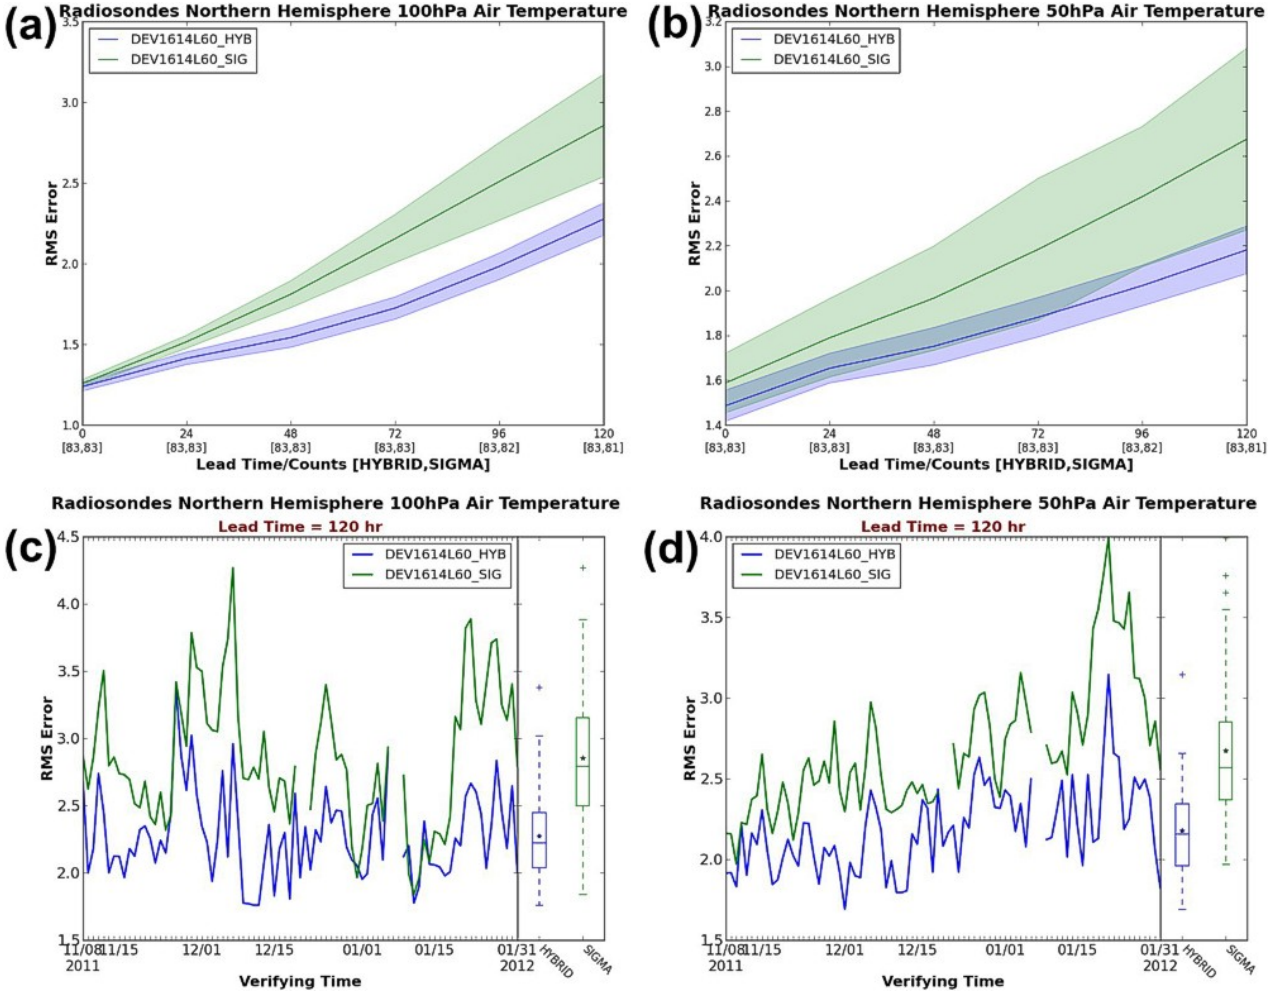 (a)
Radiosondes Northern Hemisphere 100hPa Air Temperature
DEV1614L60_HYB
DEV1614L60_SIG
RMS Error
3.5
3.0
2.5
2.0
1.5
1.0
0 24 48 72 96 120
[83,83] [83,83] [83,83] [83,83] [83,82] [83,81]
Lead Time/Counts [HYBRID,SIGMA]
(b)
Radiosondes Northern Hemisphere 50hPa Air Temperature
DEV1614L60_HYB
DEV1614L60_SIG
RMS Error
3.2
3.0
2.8
2.6
2.4
2.2
2.0
1.8
1.6
1.4
0 24 48 72 96 120
[83,83] [83,83] [83,83] [83,83] [83,82] [83,81]
Lead Time/Counts [HYBRID,SIGMA]
(c)
Radiosondes Northern Hemisphere 100hPa Air Temperature
Lead Time = 120 hr
DEV1614L60_HYB
DEV1614L60_SIG
RMS Error
4.5
4.0
3.5
3.0
2.5
2.0
1.5
11/08 11/15 12/01 12/15 01/01 01/15 01/31 HYBRID SIGMA
2011 2012
Verifying Time
(d)
Radiosondes Northern Hemisphere 50hPa Air Temperature
Lead Time = 120 hr
DEV1614L60_HYB
DEV1614L60_SIG
RMS Error
4.0
3.5
3.0
2.5
2.0
1.5
11/08 11/15 12/01 12/15 01/01 01/15 01/31 HYBRID SIGMA
2011 2012
Verifying Time